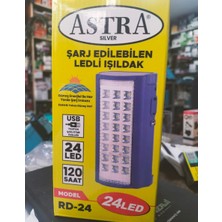 ASTRA
SILVER
ŞARJ EDİLEBİLEN
LEDLİ IŞILDAK
USB
24 LED
120
SAAT
MODEL
RD-24
24LED